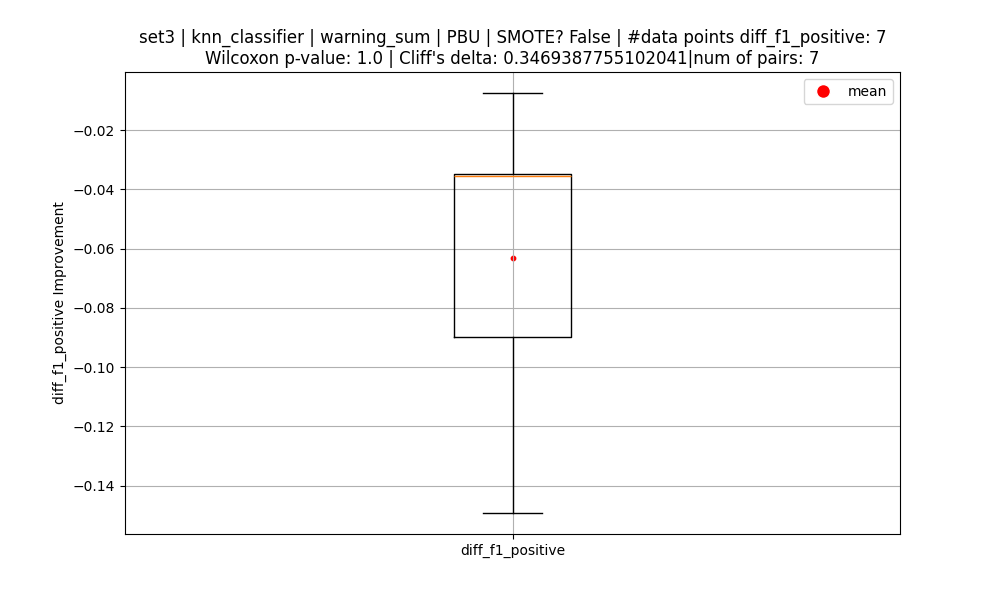 set3 | knn_classifier | warning_sum | PBU | SMOTE? False | #data points diff_f1_positive: 7
Wilcoxon p-value: 1.0 | Cliff's delta: 0.3469387755102041|num of pairs: 7
mean
−0.02
−0.04
−0.06
−0.08
−0.10
−0.12
−0.14
diff_f1_positive Improvement
diff_f1_positive